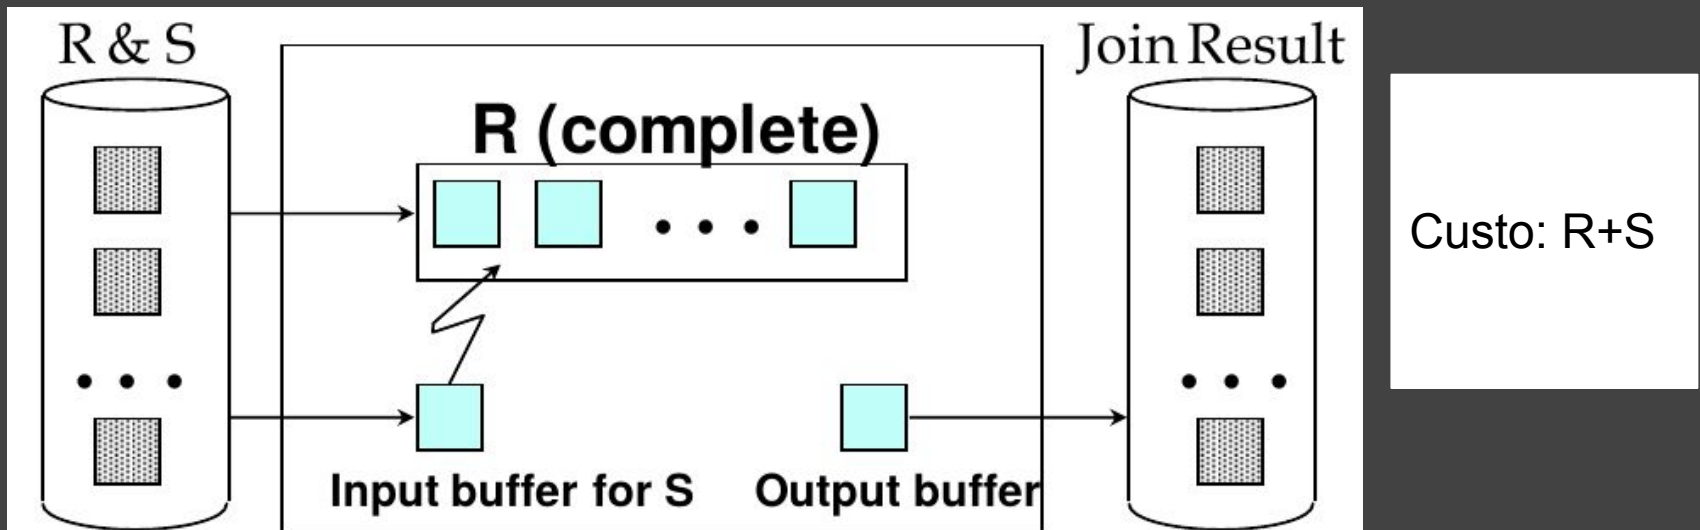 R & S
Join Result
R (complete)
Custo: R+S
Input buffer for S
Output buffer